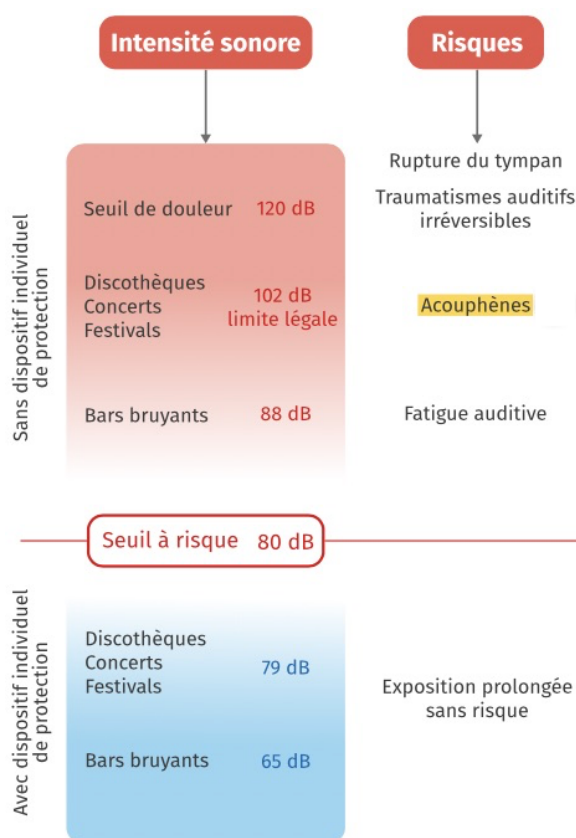 Intensité sonore
Risques
Sans dispositif individuel
de protection
Rupture du tympan
Seuil de douleur 120 dB
Traumatismes auditifs
irréversibles
Discothèques
Concerts
Festivals
102 dB
limite légale
Acouphènes
Bars bruyants 88 dB
Fatigue auditive
Seuil à risque 80 dB
Avec dispositif individuel
de protection
Discothèques
Concerts
Festivals
79 dB
Exposition prolongée
sans risque
Bars bruyants 65 dB